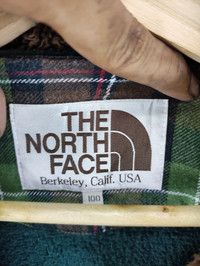 THE
NORTH
FACE
Berkeley, Calif. USA
100